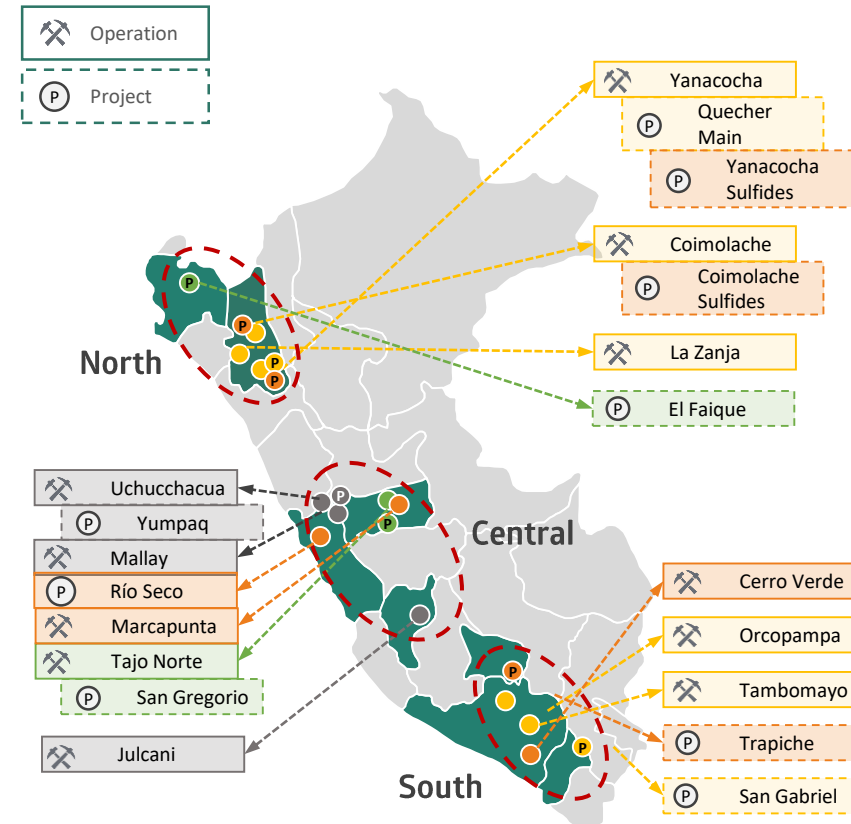 Operation
P
Project
Yanacocha
P
Quecher
Main
P
Yanacocha
Sulfides
Coimolache
P
Coimolache
Sulfides
La Zanja
P
El Faique
P
P
P
P
North
Uchucchacua
P
Yumpaq
Mallay
P
Río Seco
Marcapunta
Tajo Norte
P
San Gregorio
Julcani
P
P
Central
Cerro Verde
Orcopampa
Tambomayo
P
Trapiche
P
San Gabriel
P
P
South